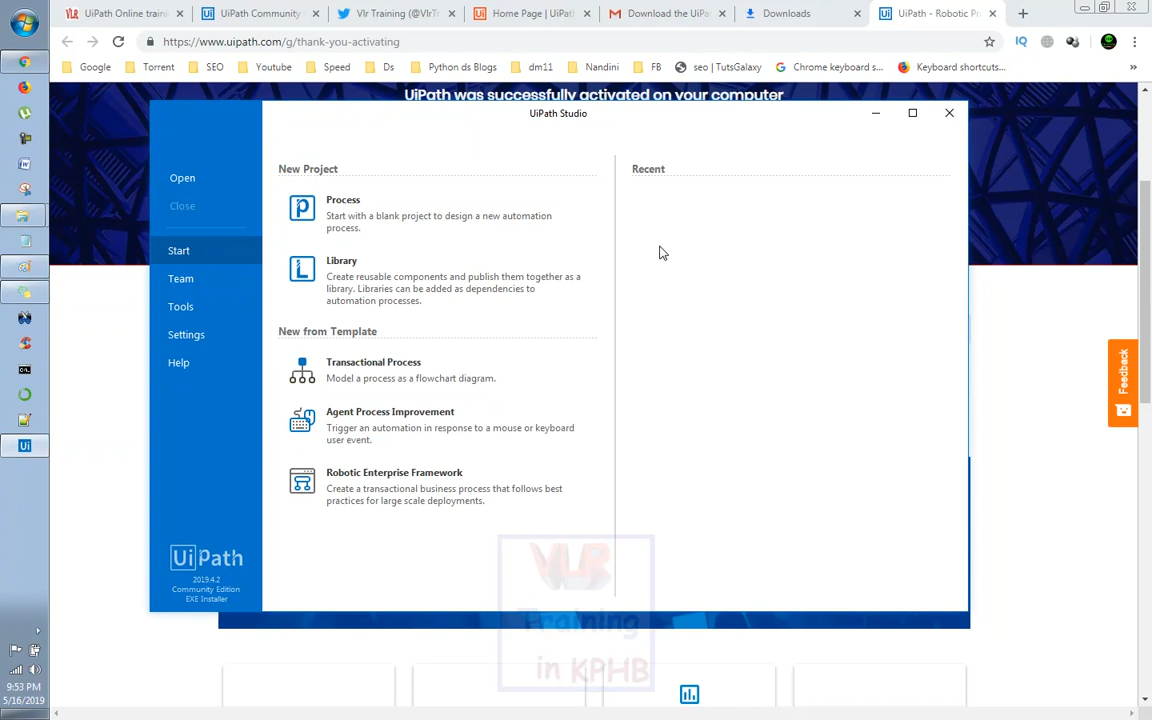 UiPath Online traini
UiPath Community
Vlr Training (@VlrTr
Home Page | UiPath
Download the UiPa
Downloads
UiPath - Robotic Pr
https://www.uipath.com/g/thank-you-activating
Google
Torrent
SEO
Youtube
Speed
Ds
Python ds Blogs
dm11
Nandini
FB
seo | TutsGalaxy
Chrome keyboard s...
Keyboard shortcuts...
UiPath was successfully activated on your computer
UiPath Studio
Open
Close
Start
Team
Tools
Settings
Help
New Project
Process
Start with a blank project to design a new automation
process.
Library
Create reusable components and publish them together as a
library. Libraries can be added as dependencies to
automation processes.
New from Template
Transactional Process
Model a process as a flowchart diagram.
Agent Process Improvement
Trigger an automation in response to a mouse or keyboard
user event.
Robotic Enterprise Framework
Create a transactional business process that follows best
practices for large scale deployments.
Recent
UiPath
2019.4.2
Community Edition
EXE Installer
Feedback
VLR
Training
in KPHB
9:53 PM
5/16/2019